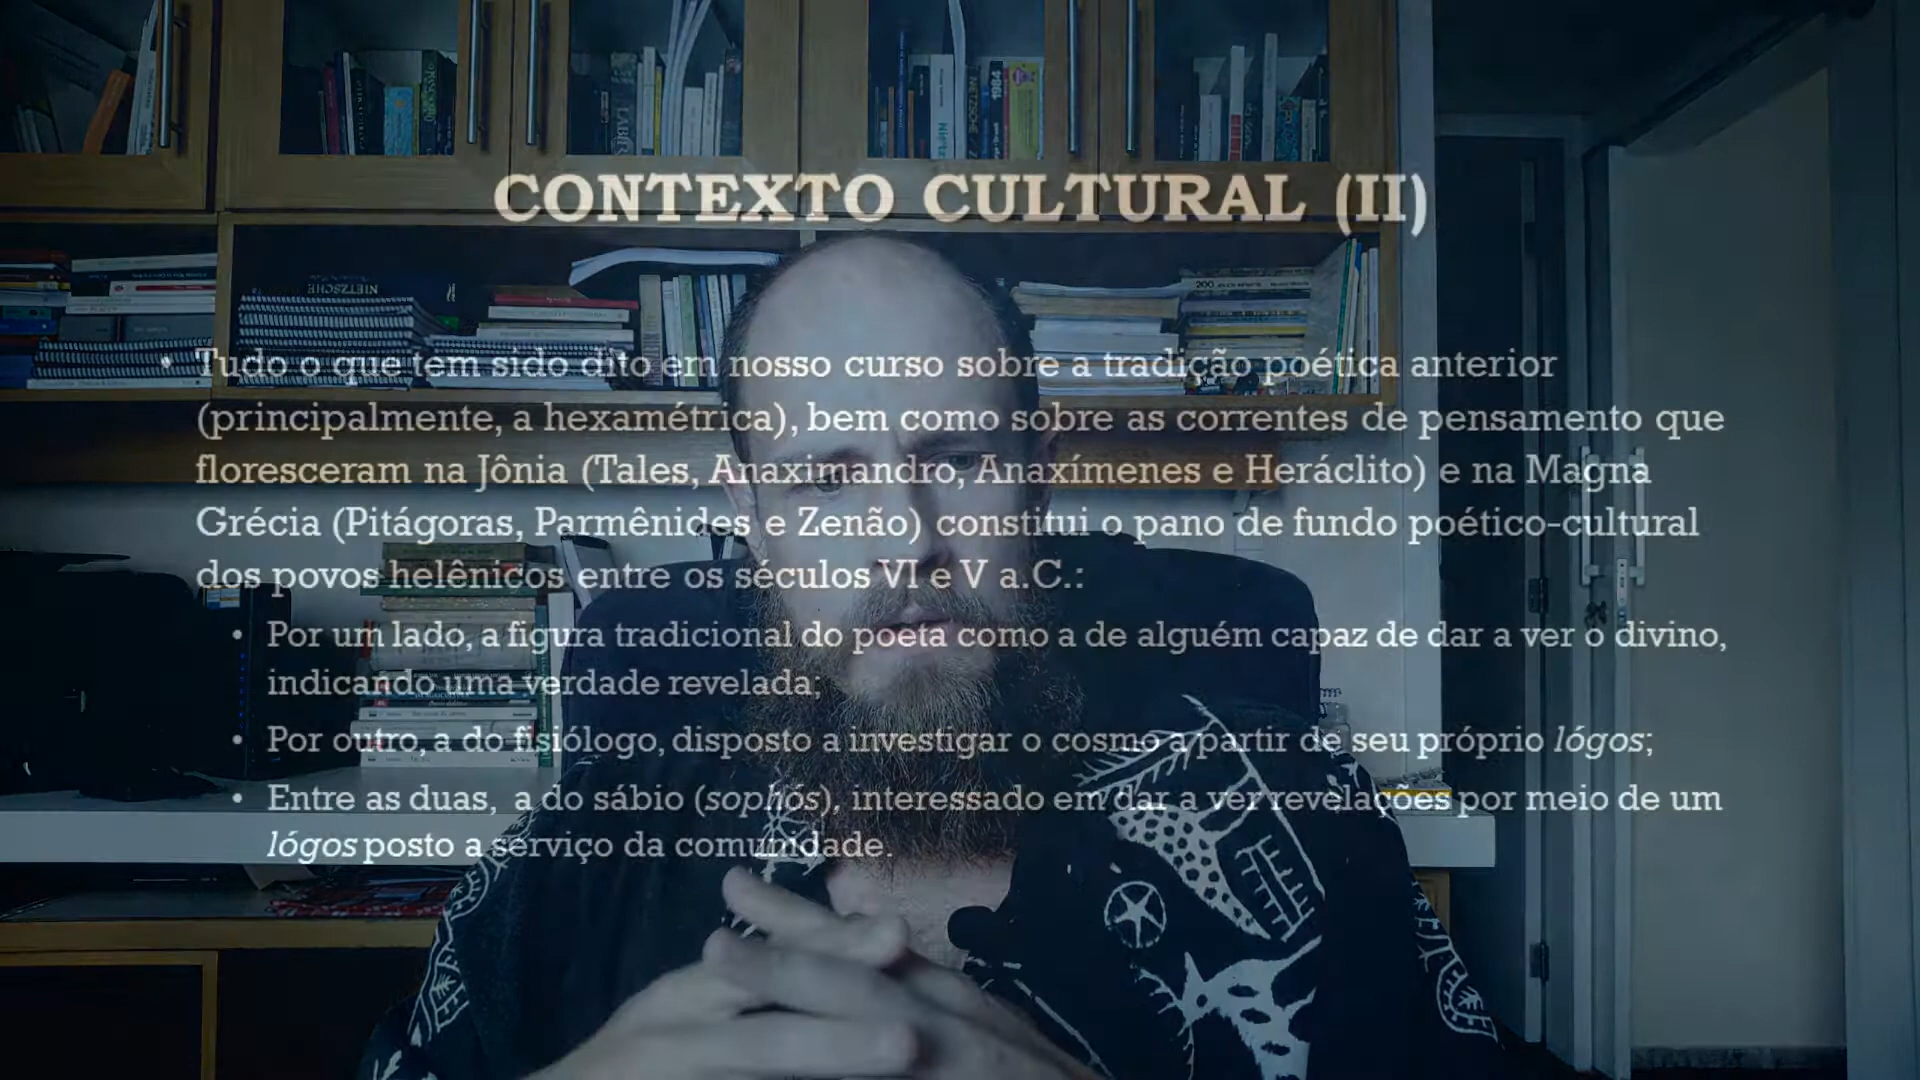 1984
NIETZSCHE
NIETZSCHE
200
CONTEXTO CULTURAL (II)
• Tudo o que tem sido dito em nosso curso sobre a tradição poética anterior
(principalmente, a hexamétrica), bem como sobre as correntes de pensamento que
floresceram na Jônia (Tales, Anaximandro, Anaxímenes e Heráclito) e na Magna
Grécia (Pitágoras, Parmênides e Zenão) constitui o pano de fundo poético-cultural
dos povos helênicos entre os séculos VI e V a.C.:
• Por um lado, a figura tradicional do poeta como a de alguém capaz de dar a ver o divino,
indicando uma verdade revelada;
• Por outro, a do fisiólogo, disposto a investigar o cosmo a partir de seu próprio lógos;
• Entre as duas, a do sábio (sophós), interessado em dar a ver revelações por meio de um
lógos posto a serviço da comunidade.